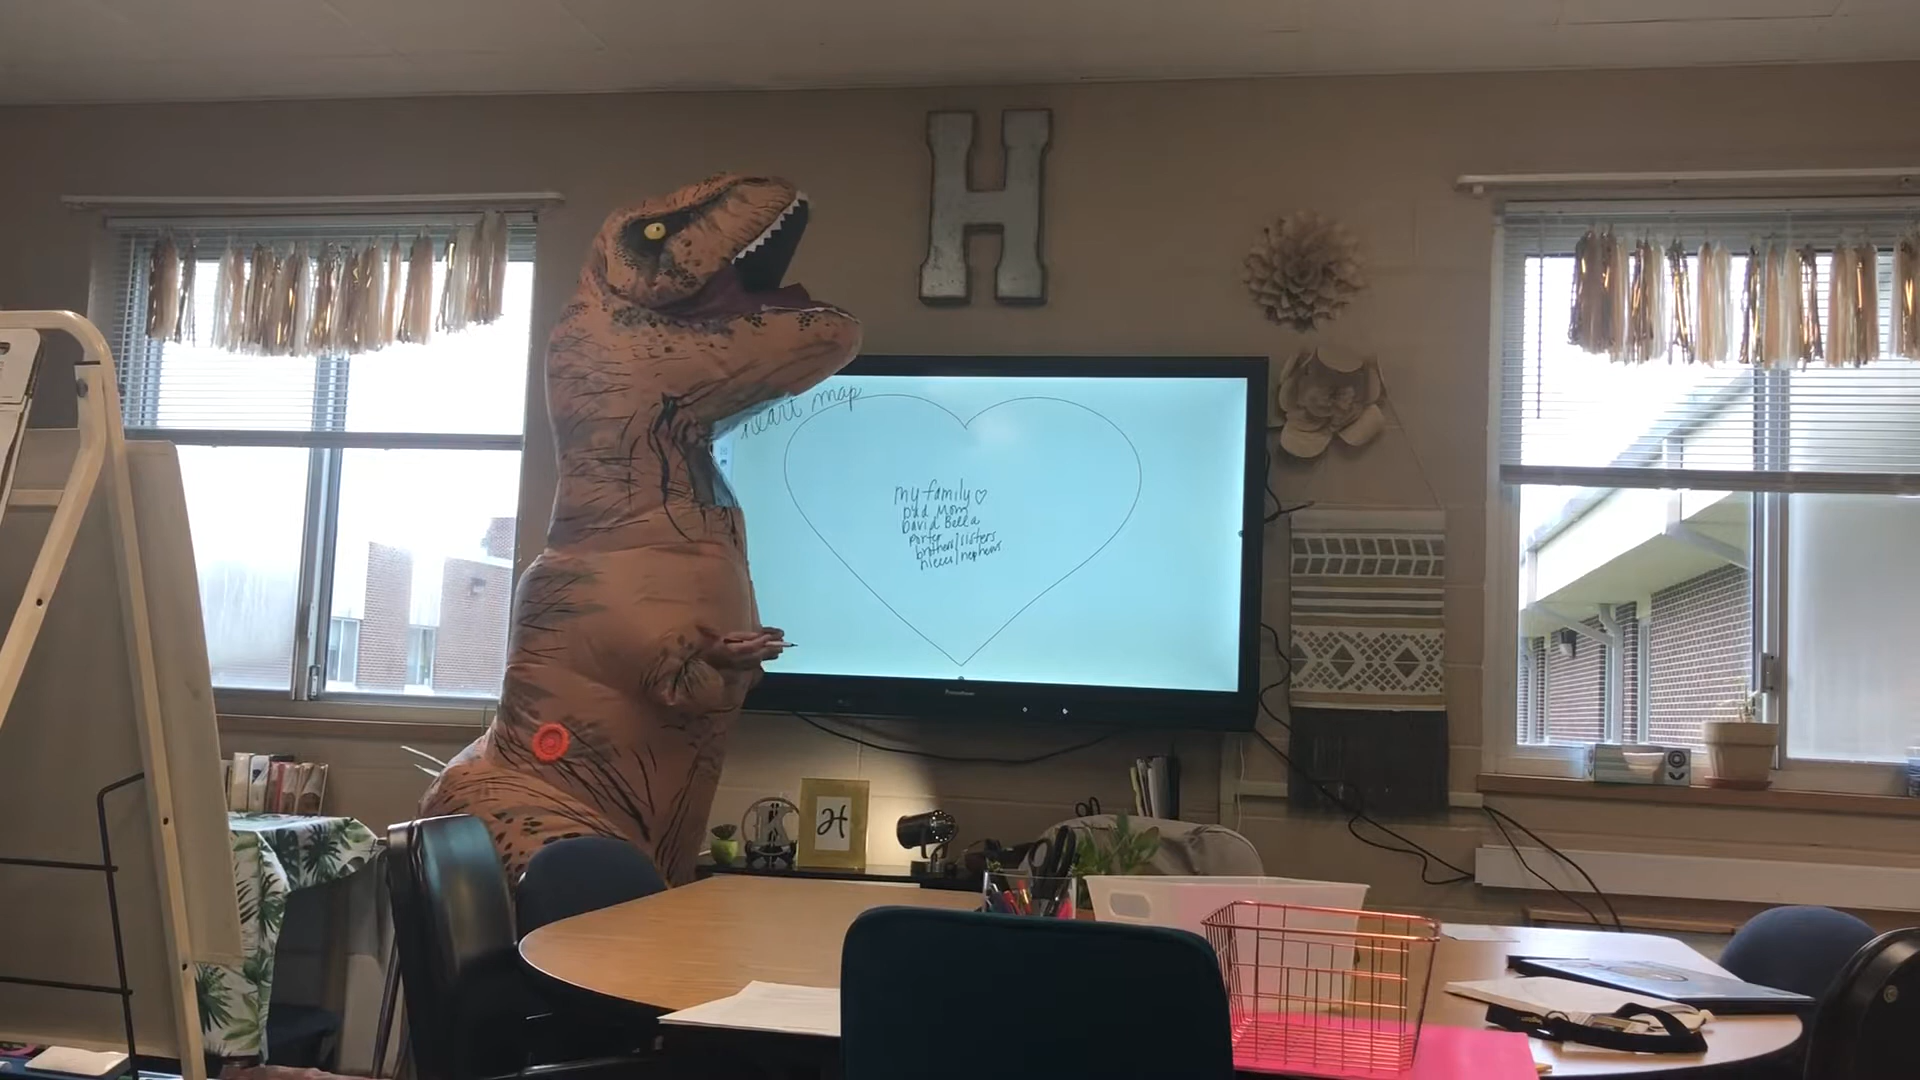 H
heart map
my family ♡
Dad Mom
David Bella
porter
brothers/sisters
nieces/nephews
H